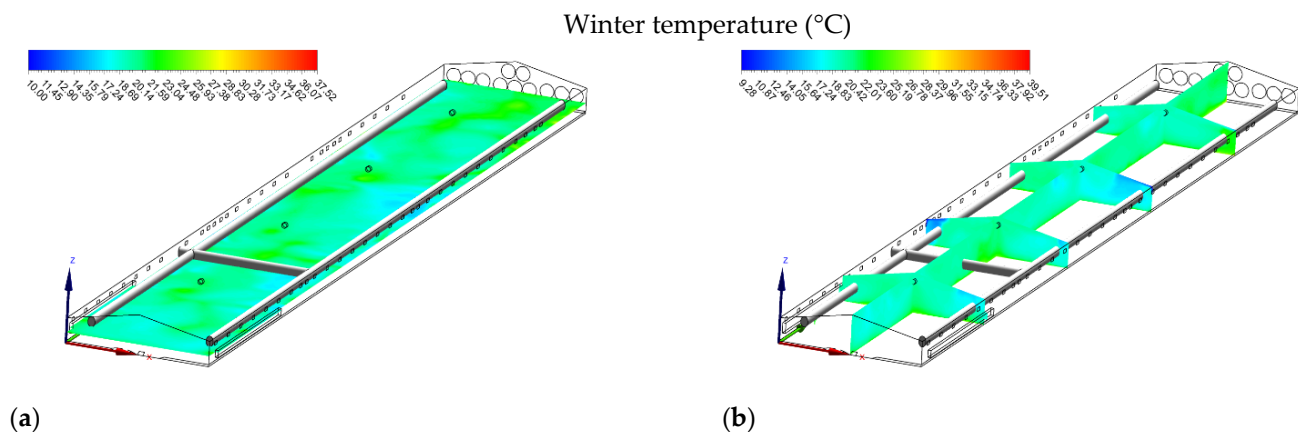 Winter temperature (°C)
10.00 11.45 12.90 14.35 15.79 17.24 18.69 20.14 21.59 23.04 24.48 25.93 27.38 28.83 30.28 31.73 33.17 34.62 36.07 37.52
9.28 10.87 12.46 14.05 15.64 17.24 18.83 20.42 22.01 23.60 25.19 26.78 28.37 29.96 31.55 33.15 34.74 36.33 37.92 39.51
z
x
z
x
(a)
(b)